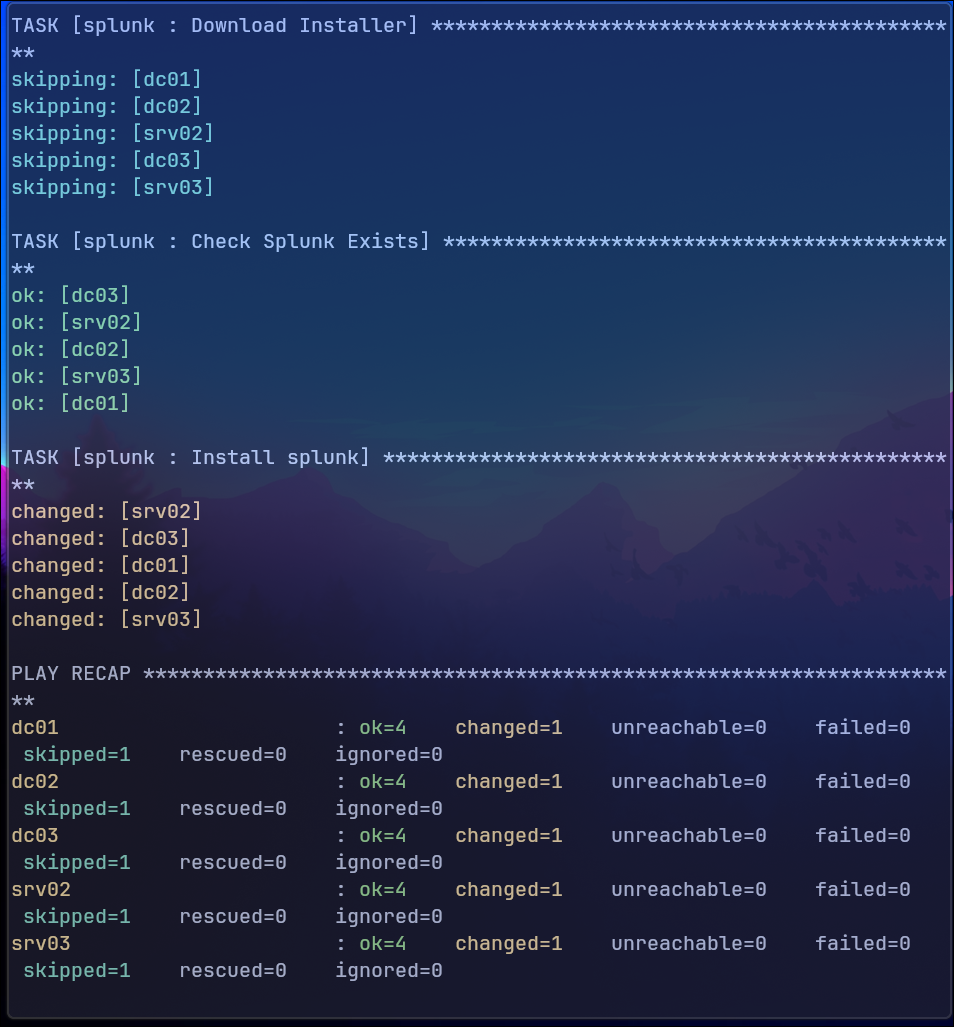 TASK [splunk : Download Installer] *******************************************
**
skipping: [dc01]
skipping: [dc02]
skipping: [srv02]
skipping: [dc03]
skipping: [srv03]

TASK [splunk : Check Splunk Exists] ******************************************
**
ok: [dc03]
ok: [srv02]
ok: [dc02]
ok: [srv03]
ok: [dc01]

TASK [splunk : Install splunk] ***********************************************
**
changed: [srv02]
changed: [dc03]
changed: [dc01]
changed: [dc02]
changed: [srv03]

PLAY RECAP *******************************************************************
**
dc01                       : ok=4    changed=1    unreachable=0    failed=0
 skipped=1    rescued=0    ignored=0
dc02                       : ok=4    changed=1    unreachable=0    failed=0
 skipped=1    rescued=0    ignored=0
dc03                       : ok=4    changed=1    unreachable=0    failed=0
 skipped=1    rescued=0    ignored=0
srv02                      : ok=4    changed=1    unreachable=0    failed=0
 skipped=1    rescued=0    ignored=0
srv03                      : ok=4    changed=1    unreachable=0    failed=0
 skipped=1    rescued=0    ignored=0